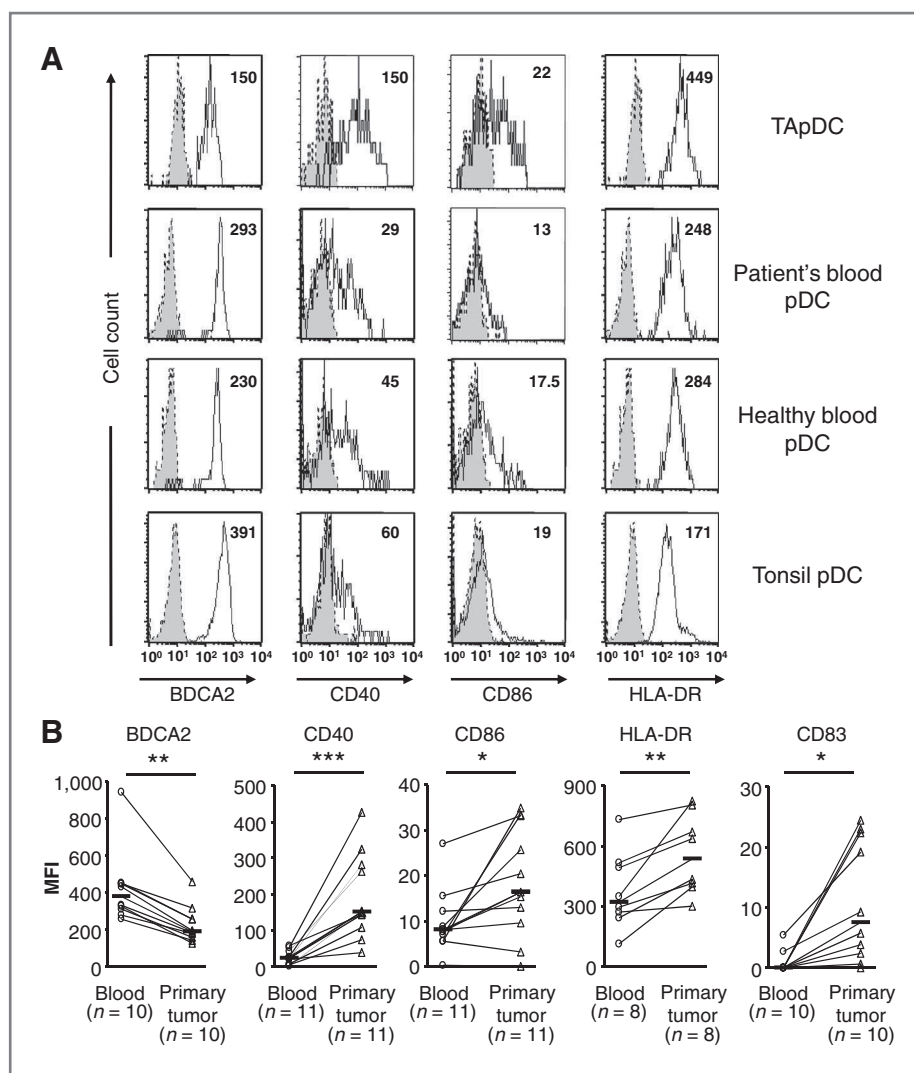 A
150
150
22
449
TApDC
293
29
13
248
Patient's blood
pDC
230
45
17.5
284
Healthy blood
pDC
391
60
19
171
Tonsil pDC
Cell count
10⁰ 10¹ 10² 10³ 10⁴ 10⁰ 10¹ 10² 10³ 10⁴ 10⁰ 10¹ 10² 10³ 10⁴ 10⁰ 10¹ 10² 10³ 10⁴
BDCA2 CD40 CD86 HLA-DR
B
BDCA2 CD40 CD86 HLA-DR CD83
** *** * ** *
MFI
1,000
800
600
400
200
0
500
400
300
200
100
0
40
30
20
10
0
900
600
300
0
30
20
10
0
Blood
(n = 10)
Primary
tumor
(n = 10)
Blood
(n = 11)
Primary
tumor
(n = 11)
Blood
(n = 11)
Primary
tumor
(n = 11)
Blood
(n = 8)
Primary
tumor
(n = 8)
Blood
(n = 10)
Primary
tumor
(n = 10)